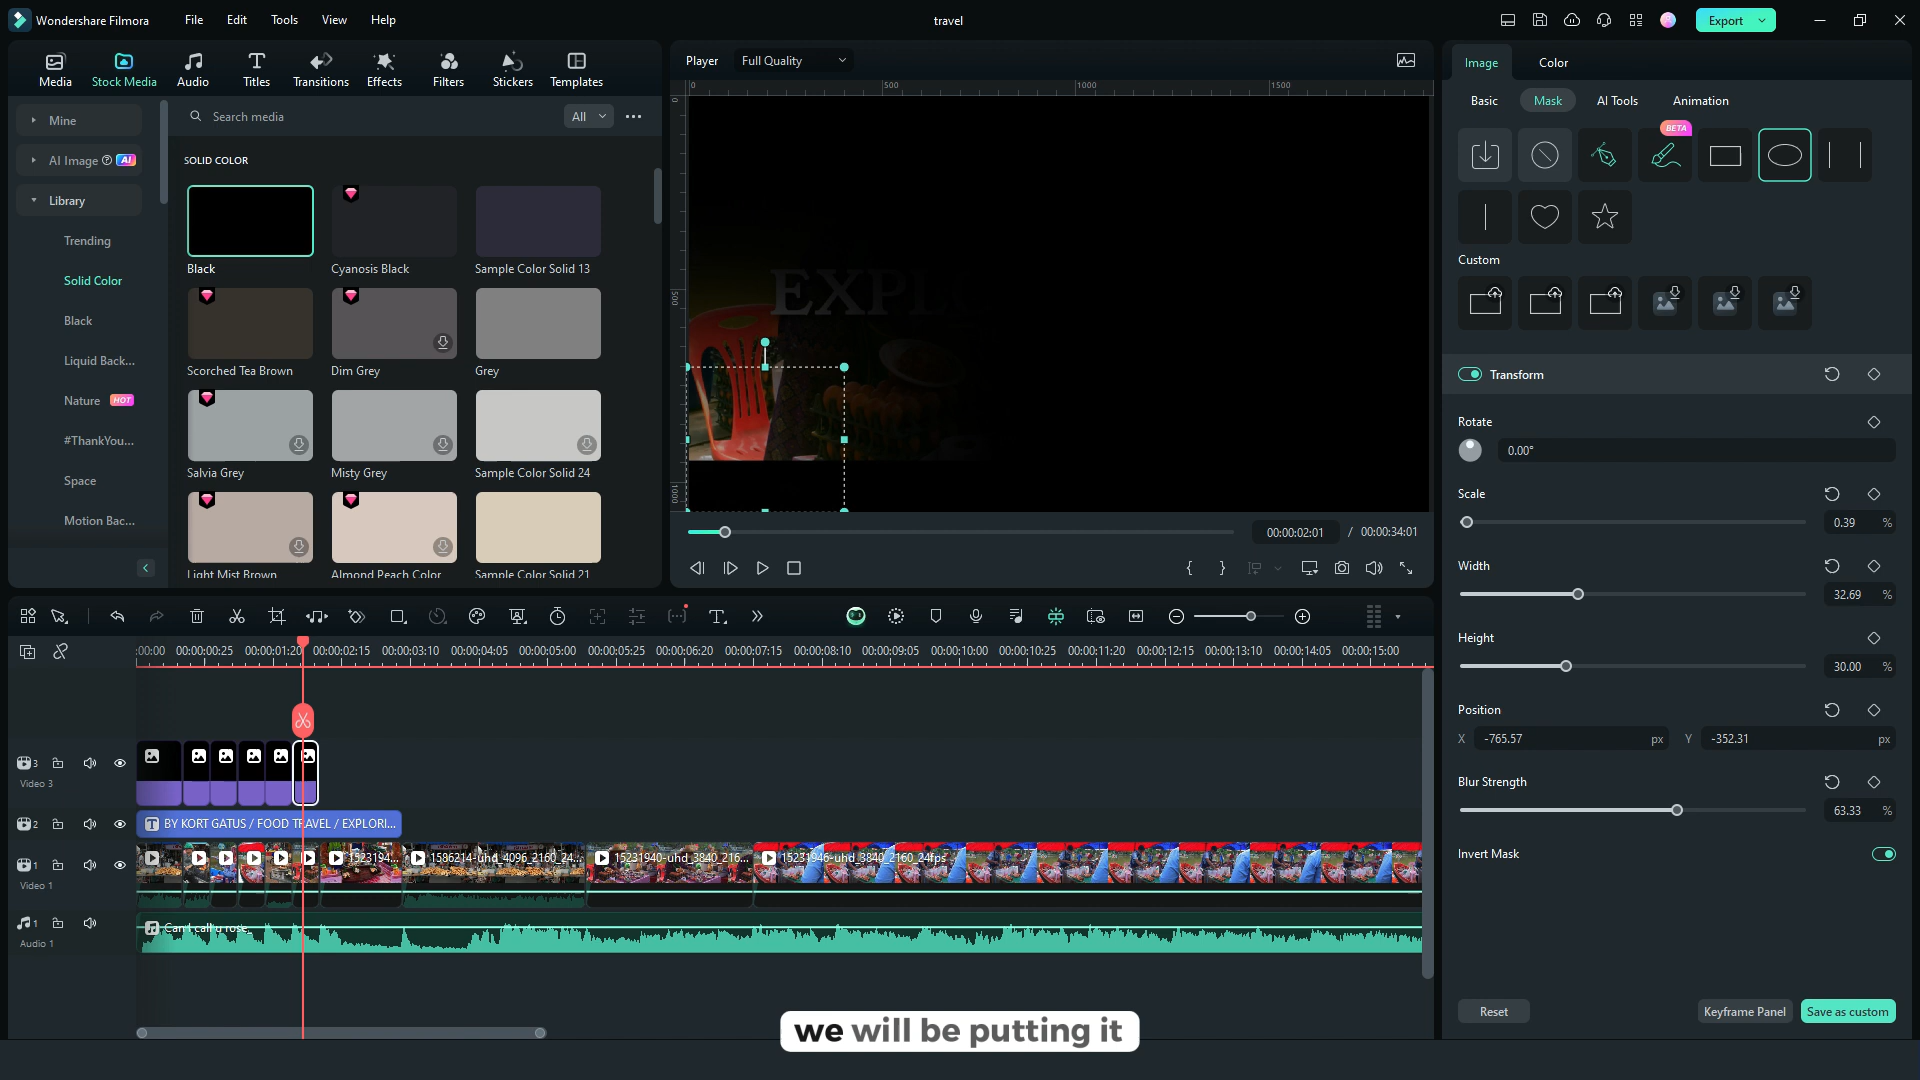 Wondershare Filmora
File Edit Tools View Help
travel
Export
Media Stock Media Audio Titles Transitions Effects Filters Stickers Templates
Player Full Quality
Image Color
Basic Mask AI Tools Animation
BETA
Mine
AI Image AI
Library
Trending
Solid Color
Black
Liquid Back...
Nature HOT
#ThankYou...
Space
Motion Bac...
Search media All
SOLID COLOR
Black Cyanosis Black Sample Color Solid 13
Scorched Tea Brown Dim Grey Grey
Salvia Grey Misty Grey Sample Color Solid 24
Light Mist Brown Almond Peach Color Sample Color Solid 21
0 500 1000 1500
0
500
1000
EXPL
00:00:02:01 / 00:00:34:01
Custom
Transform
Rotate
0.00°
Scale
0.39 %
Width
32.69 %
Height
30.00 %
Position
X -765.57 px Y -352.31 px
Blur Strength
63.33 %
Invert Mask
Reset Keyframe Panel Save as custom
:00:00 00:00:00:25 00:00:01:20 00:00:02:15 00:00:03:10 00:00:04:05 00:00:05:00 00:00:05:25 00:00:06:20 00:00:07:15 00:00:08:10 00:00:09:05 00:00:10:00 00:00:10:25 00:00:11:20 00:00:12:15 00:00:13:10 00:00:14:05 00:00:15:00
3
Video 3
2
BY KORT GATUS / FOOD TRAVEL / EXPLORI...
1
Video 1
1523194... 1586214-uhd_4096_2160_24... 15231940-uhd_3840_216... 15231946-uhd_3840_2160_24fps
1
Audio 1
Can I call u rose_
we will be putting it